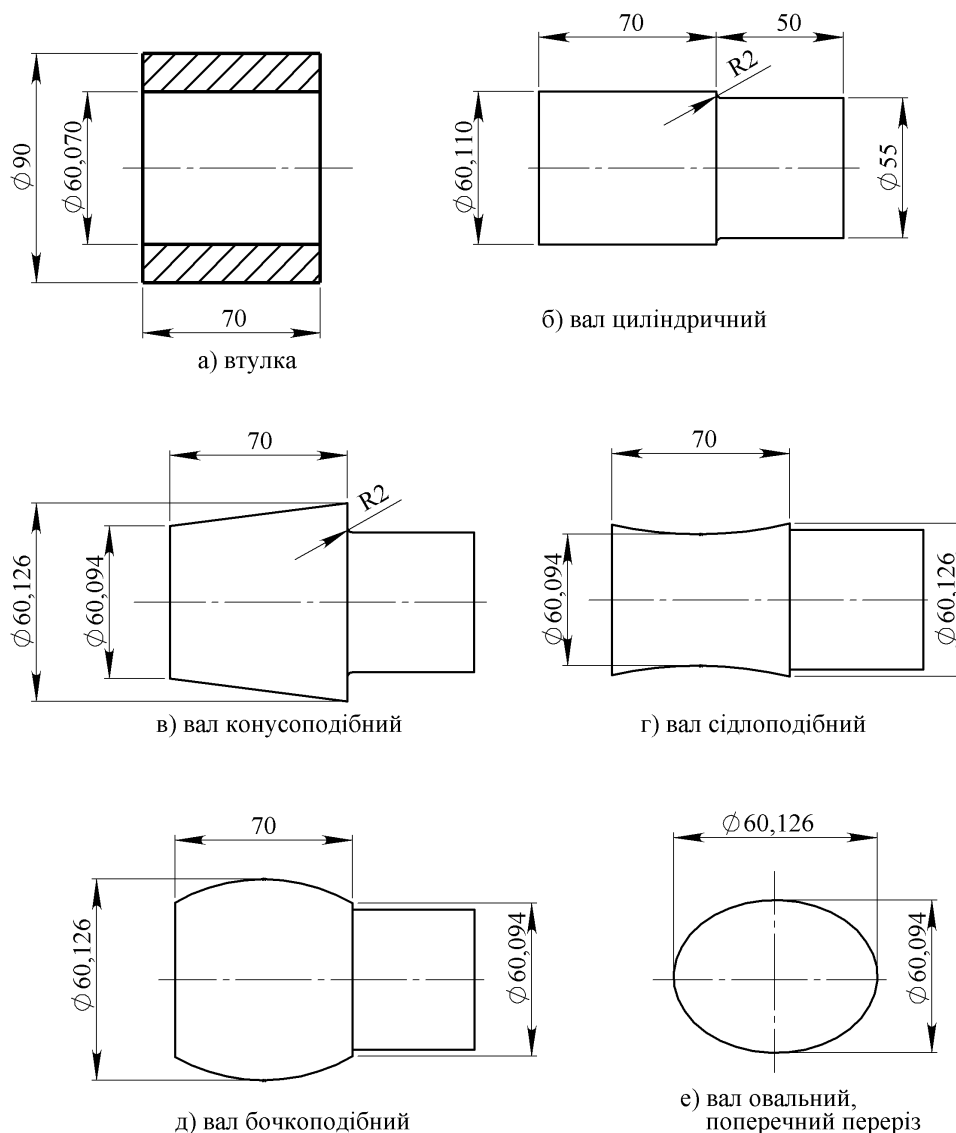 70
50
R2
⌀90
⌀60,070
⌀60,110
⌀55
70
а) втулка
б) вал циліндричний
70
R2
⌀60,126
⌀60,094
в) вал конусоподібний
70
⌀60,094
⌀60,126
г) вал сідлоподібний
70
⌀60,126
⌀60,094
д) вал бочкоподібний
⌀60,126
⌀60,094
е) вал овальний,
поперечний переріз